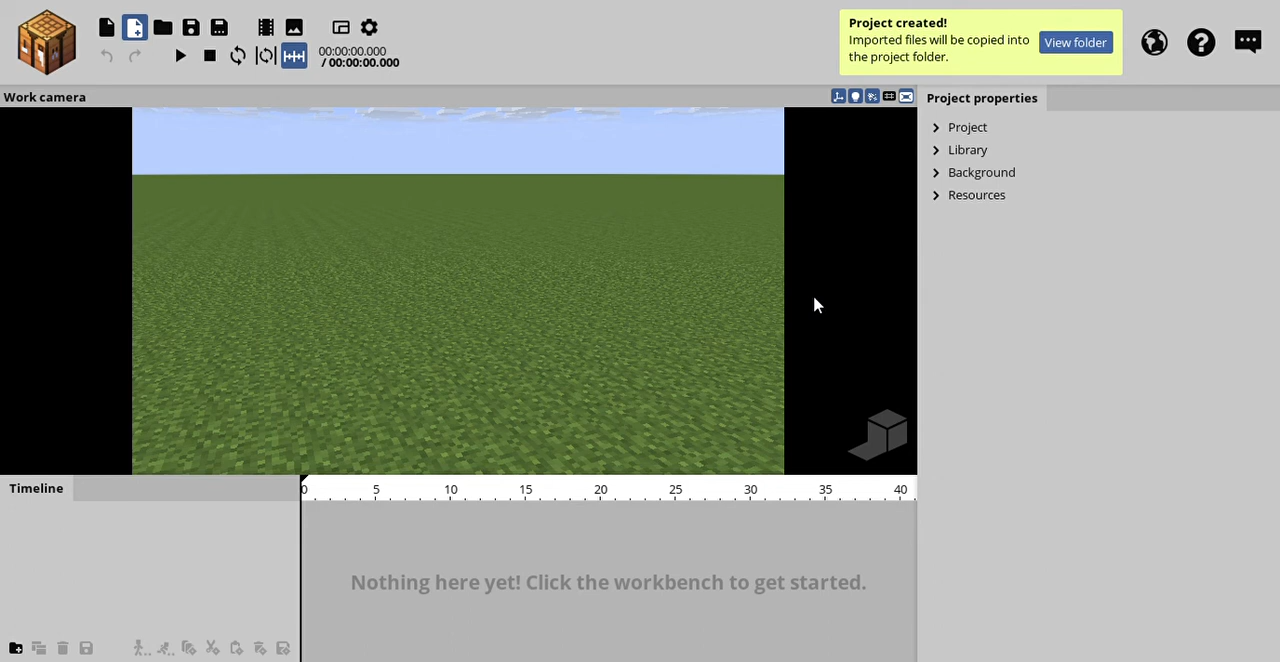 Project created!
Imported files will be copied into
the project folder.
View folder
00:00:00.000
/ 00:00:00.000
Work camera
Project properties
Project
Library
Background
Resources
Timeline
0 5 10 15 20 25 30 35 40
Nothing here yet! Click the workbench to get started.